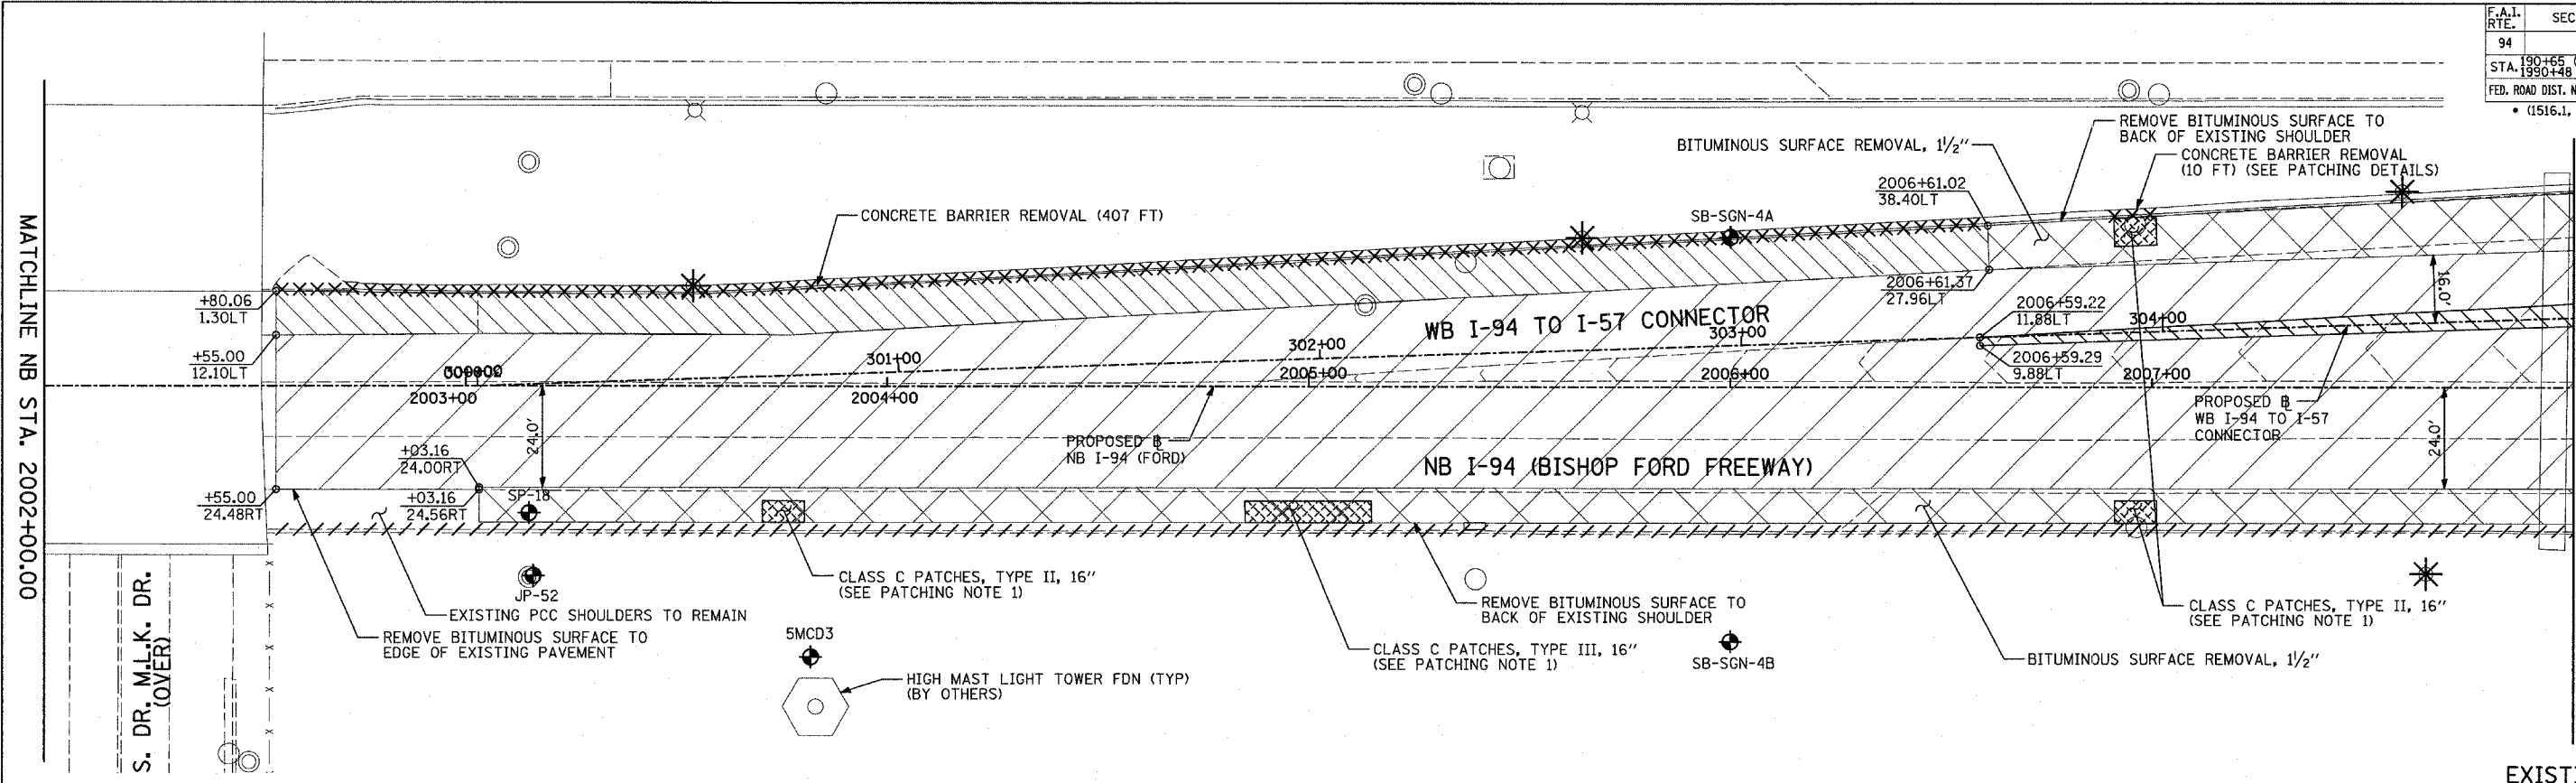 F.A.I.
RTE.
SEC
94
STA. 190+65 (
1990+48
FED. ROAD DIST. N
• (1516.1,
REMOVE BITUMINOUS SURFACE TO
BACK OF EXISTING SHOULDER
BITUMINOUS SURFACE REMOVAL, 1½"
CONCRETE BARRIER REMOVAL
(10 FT) (SEE PATCHING DETAILS)
2006+61.02
38.40LT
CONCRETE BARRIER REMOVAL (407 FT)
SB-SGN-4A
MATCHLINE NB STA. 2002+00.00
+80.06
1.30LT
2006+61.37
27.96LT
16.0'
2006+59.22
11.88LT
WB I-94 TO I-57 CONNECTOR
304+00
303+00
302+00
301+00
+55.00
12.10LT
2006+59.29
9.88LT
2003+00
2004+00
2005+00
2006+00
2007+00
PROPOSED ℄
WB I-94 TO I-57
CONNECTOR
24.0'
24.0'
PROPOSED ℄
NB I-94 (FORD)
+03.16
24.00RT
NB I-94 (BISHOP FORD FREEWAY)
+55.00
24.48RT
+03.16
24.56RT
SP-18
JP-52
CLASS C PATCHES, TYPE II, 16"
(SEE PATCHING NOTE 1)
EXISTING PCC SHOULDERS TO REMAIN
REMOVE BITUMINOUS SURFACE TO
EDGE OF EXISTING PAVEMENT
REMOVE BITUMINOUS SURFACE TO
BACK OF EXISTING SHOULDER
CLASS C PATCHES, TYPE II, 16"
(SEE PATCHING NOTE 1)
5MCD3
CLASS C PATCHES, TYPE III, 16"
(SEE PATCHING NOTE 1)
SB-SGN-4B
BITUMINOUS SURFACE REMOVAL, 1½"
HIGH MAST LIGHT TOWER FDN (TYP)
(BY OTHERS)
S. DR. M.L.K. DR.
(OVER)
EXIST